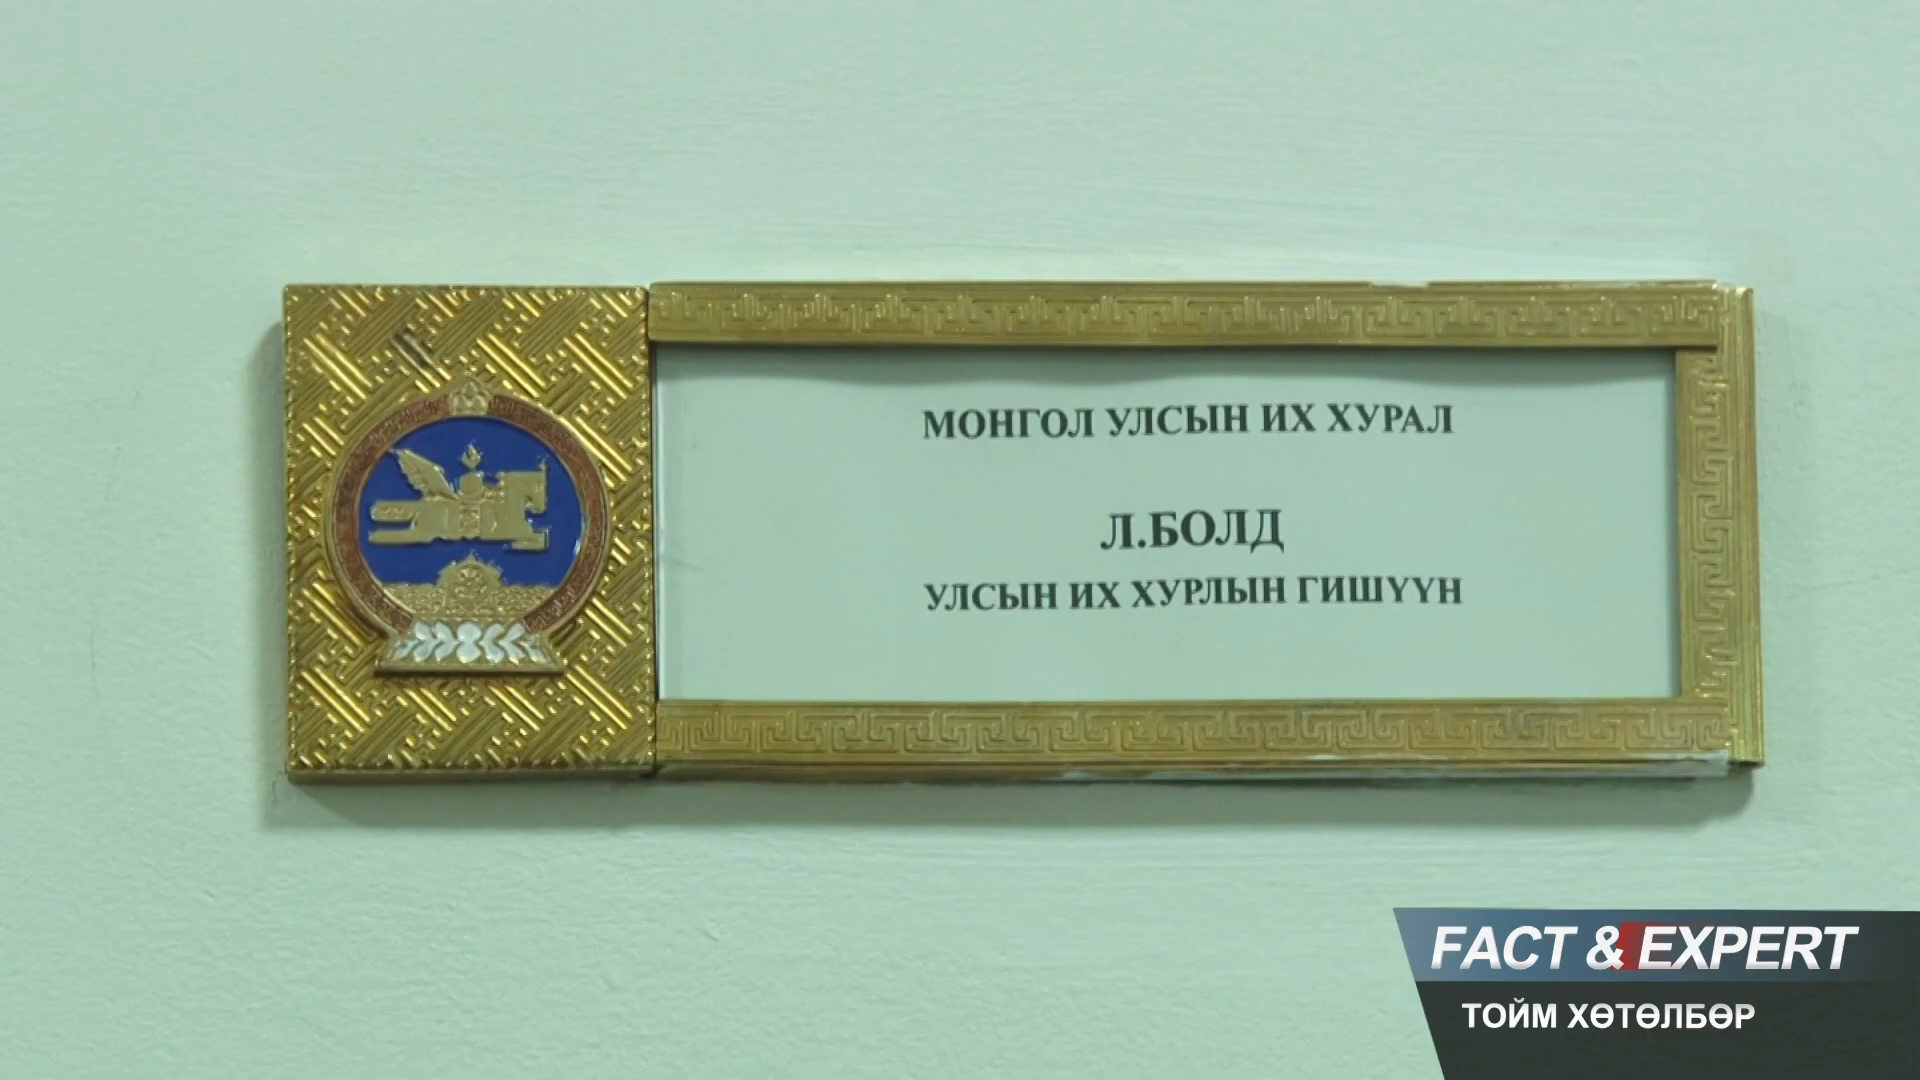 МОНГОЛ УЛСЫН ИХ ХУРАЛ
Л.БОЛД
УЛСЫН ИХ ХУРЛЫН ГИШҮҮН
FACT & EXPERT
ТОЙМ ХӨТӨЛБӨР